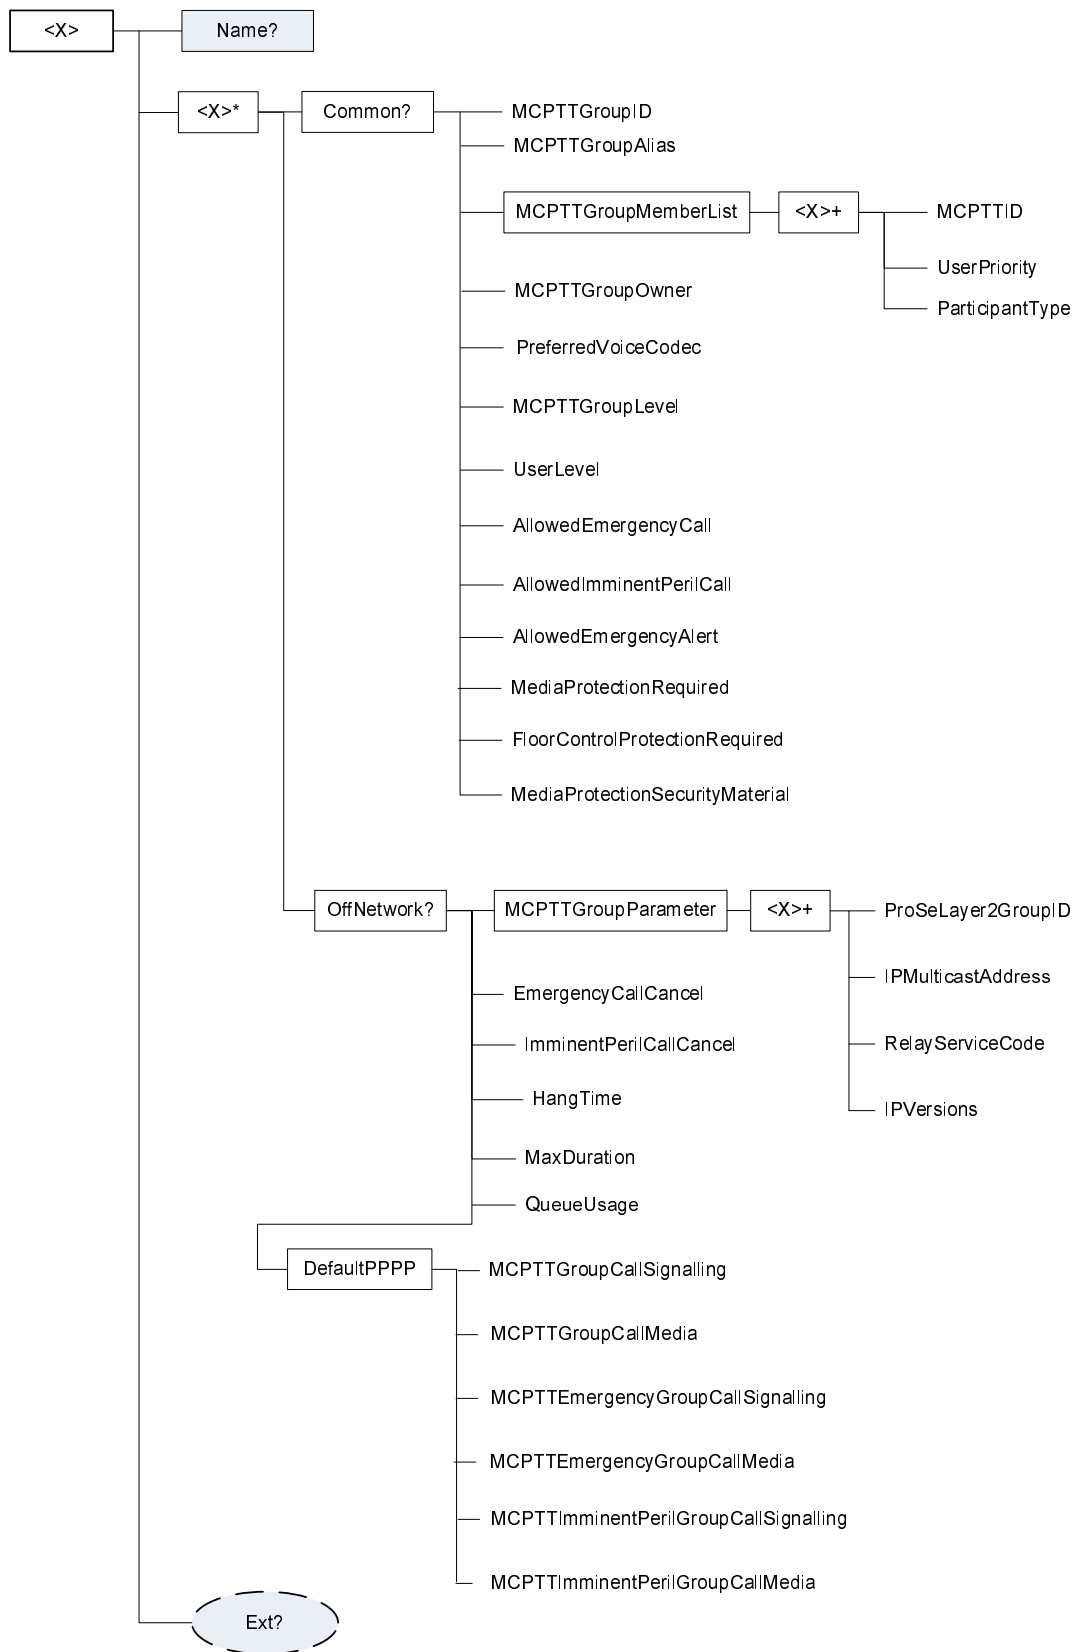 <X>
Name?
<X>*
Common?
MCPTTGroupID
MCPTTGroupAlias
MCPTTGroupMemberList
<X>+
MCPTTID
UserPriority
ParticipantType
MCPTTGroupOwner
PreferredVoiceCodec
MCPTTGroupLevel
UserLevel
AllowedEmergencyCall
AllowedImminentPerilCall
AllowedEmergencyAlert
MediaProtectionRequired
FloorControlProtectionRequired
MediaProtectionSecurityMaterial
OffNetwork?
MCPTTGroupParameter
<X>+
ProSeLayer2GroupID
IPMulticastAddress
RelayServiceCode
IPVersions
EmergencyCallCancel
ImminentPerilCallCancel
HangTime
MaxDuration
QueueUsage
DefaultPPPP
MCPTTGroupCallSignalling
MCPTTGroupCallMedia
MCPTTEmergencyGroupCallSignalling
MCPTTEmergencyGroupCallMedia
MCPTTImminentPerilGroupCallSignalling
MCPTTImminentPerilGroupCallMedia
Ext?